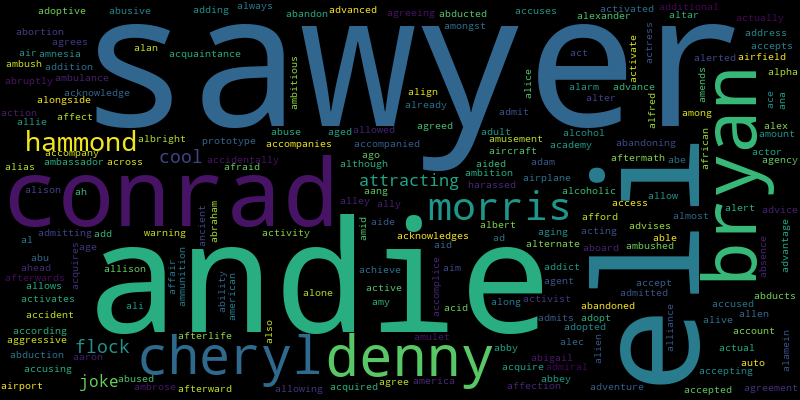 adoptive abusive adding always abandon advanced agreeing abducted accuses alexander activated additional altar actually
abortion alan amongst address
agrees acquaintance act actress accepts
air amnesia sawyer alerted airfield
ambush addition ambitious activate alpha
abruptly ambulance alice align alarm advance amends
acknowledge already alter alfred ace ana
alongside admit among
action affect abuse aged allowed agreed adult alcohol alex
allie albright prototype accompanies accompanied amusement academy abandoning african amount
hammond cool accidentally aircraft actor
accompany ago adam aftermath agency
alias ambassador across afraid although aided ambition airplane abe
conrad attracting harassed alcoholic ell bryan
alison ah aang allow
alley ally morris access alert advice
ancient abraham afford almost
admitting add warning activity amid aide acknowledges albert aging acting advises able advantage
al age aid ad alternate aboard ambushed absence
abu acquires affair allison andie
ahead ammunition ability american achieve accomplice aim addict accept
afterwards allows active agent admitted abducts
activates ali alone amy acid along activist abandoned accused
accident admits adopt alliance alive allen
according afterlife also amulet adopted account
aggressive flock cheryl denny abby alec actual alamein
abduction aaron abigail alien auto
accusing acquire admiral accepting
joke abused agree america
airport ambrose afterward allowing acquired affection abbey adventure accepted agreement